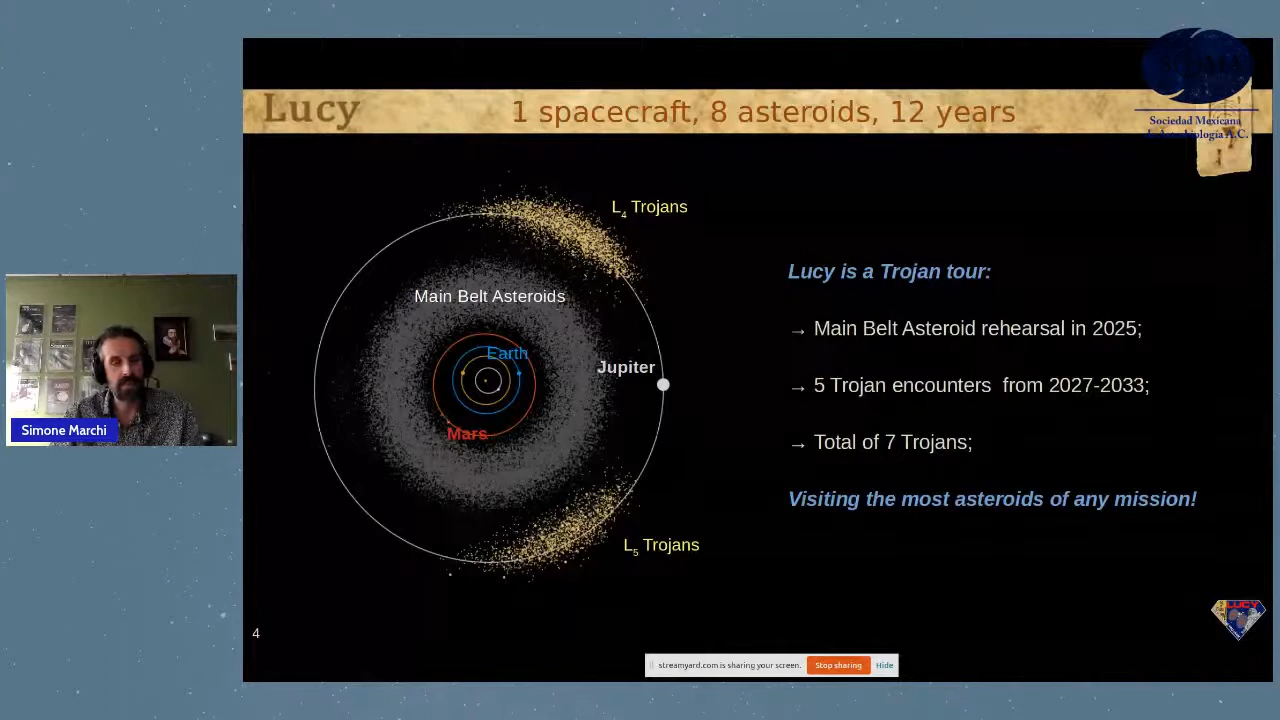 Lucy
1 spacecraft, 8 asteroids, 12 years
Sociedad Mexicana
de Astrobiología A.C.
L4 Trojans
Main Belt Asteroids
Earth
Jupiter
Mars
L5 Trojans
Lucy is a Trojan tour:
→ Main Belt Asteroid rehearsal in 2025;
→ 5 Trojan encounters from 2027-2033;
→ Total of 7 Trojans;
Visiting the most asteroids of any mission!
Simone Marchi
LUCY
4
streamyard.com is sharing your screen.
Stop sharing
Hide